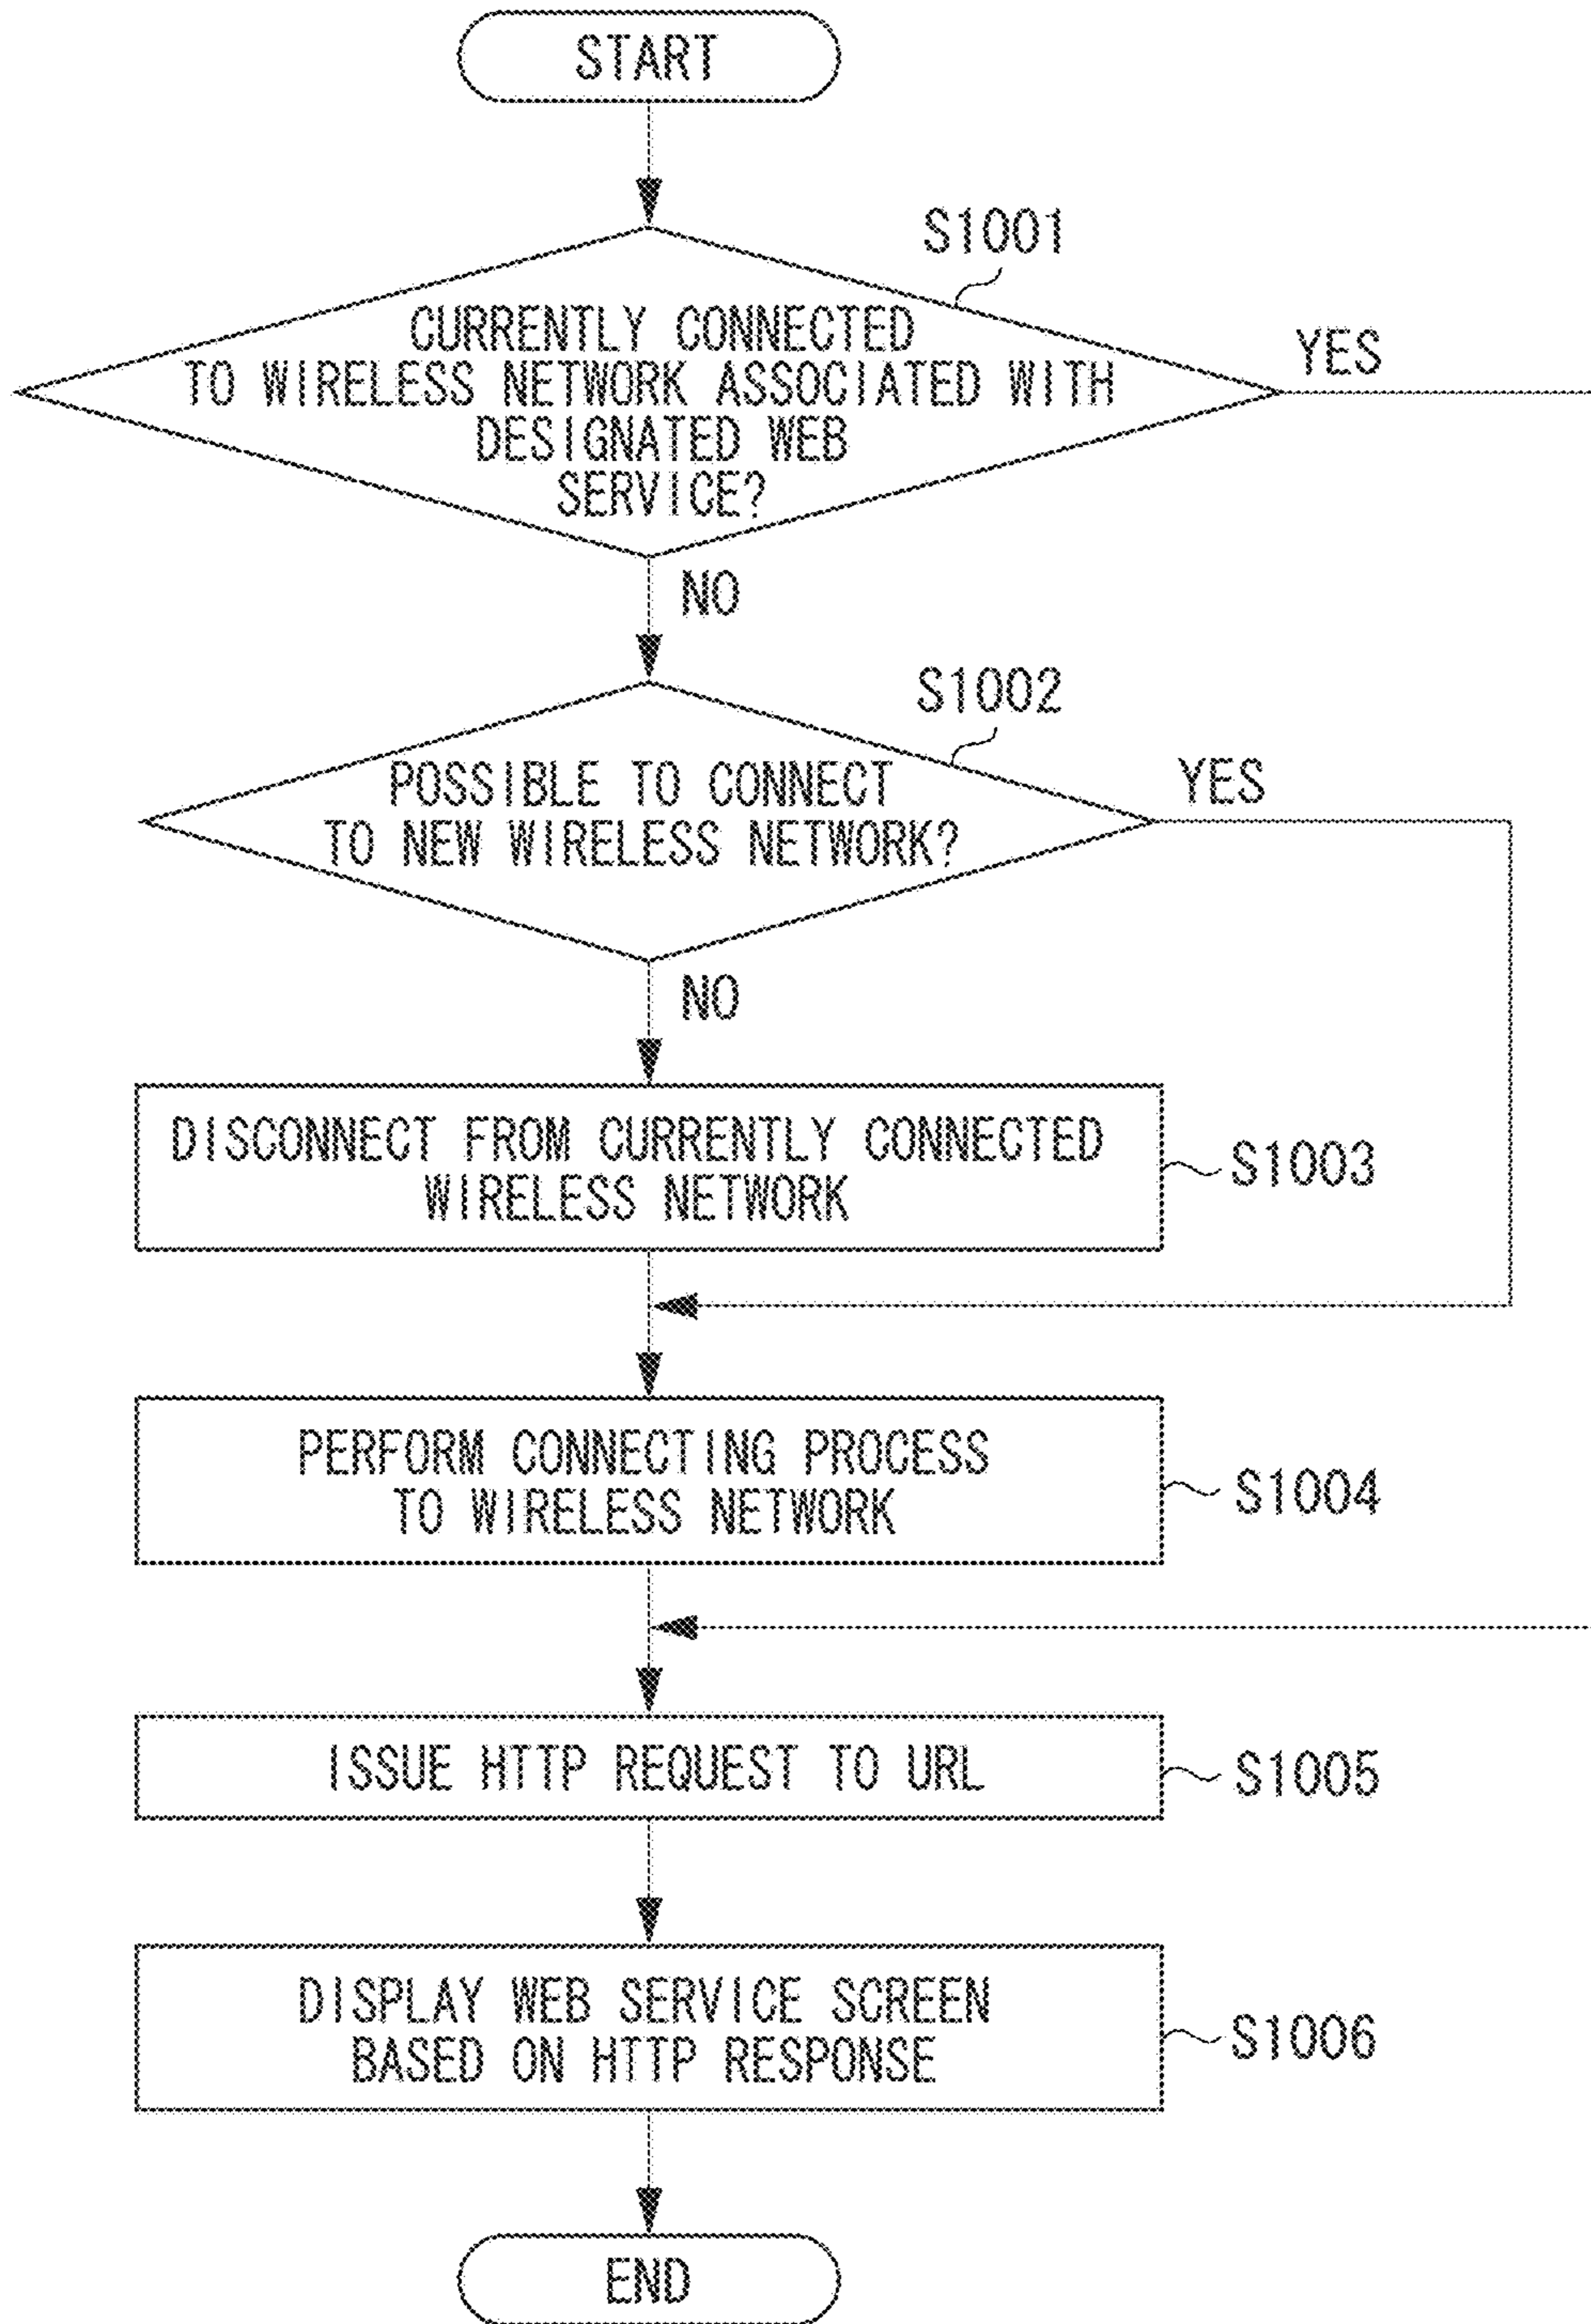 START
S1001
CURRENTLY CONNECTED
TO WIRELESS NETWORK ASSOCIATED WITH
DESIGNATED WEB
SERVICE?
YES
NO
S1002
POSSIBLE TO CONNECT
TO NEW WIRELESS NETWORK?
YES
NO
DISCONNECT FROM CURRENTLY CONNECTED
WIRELESS NETWORK
S1003
PERFORM CONNECTING PROCESS
TO WIRELESS NETWORK
S1004
ISSUE HTTP REQUEST TO URL
S1005
DISPLAY WEB SERVICE SCREEN
BASED ON HTTP RESPONSE
S1006
END